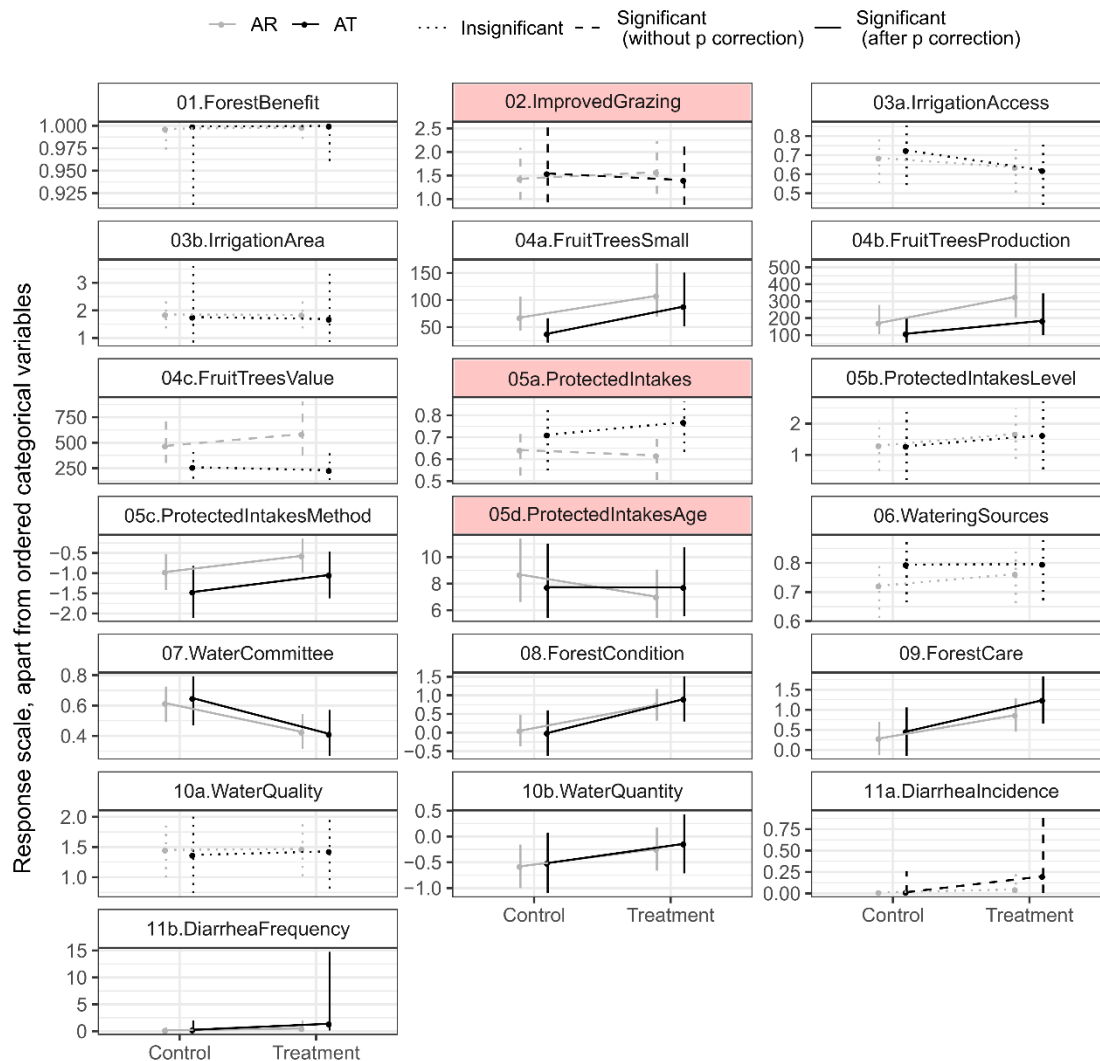 AR AT Insignificant Significant (without p correction) Significant (after p correction)
Response scale, apart from ordered categorical variables
01.ForestBenefit
1.000
0.975
0.950
0.925
02.ImprovedGrazing
2.5
2.0
1.5
1.0
03a.IrrigationAccess
0.8
0.7
0.6
0.5
03b.IrrigationArea
3
2
1
04a.FruitTreesSmall
150
100
50
04b.FruitTreesProduction
500
400
300
200
100
04c.FruitTreesValue
750
500
250
05a.ProtectedIntakes
0.8
0.7
0.6
0.5
05b.ProtectedIntakesLevel
2
1
05c.ProtectedIntakesMethod
−0.5
−1.0
−1.5
−2.0
05d.ProtectedIntakesAge
10
8
6
06.WateringSources
0.8
0.7
0.6
07.WaterCommittee
0.8
0.6
0.4
08.ForestCondition
1.5
1.0
0.5
0.0
−0.5
09.ForestCare
1.5
1.0
0.5
0.0
10a.WaterQuality
2.0
1.5
1.0
10b.WaterQuantity
0.5
0.0
−0.5
−1.0
Control Treatment
11a.DiarrheaIncidence
0.75
0.50
0.25
0.00
Control Treatment
11b.DiarrheaFrequency
15
10
5
0
Control Treatment